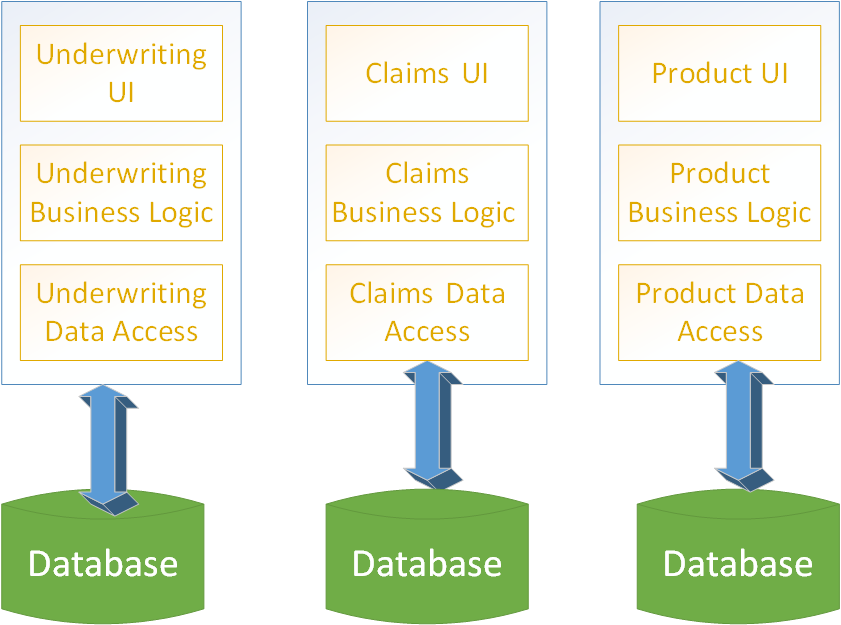 Underwriting
UI
Claims UI
Product UI
Underwriting
Business Logic
Claims
Business Logic
Product
Business Logic
Underwriting
Data Access
Claims Data
Access
Product Data
Access
Database
Database
Database